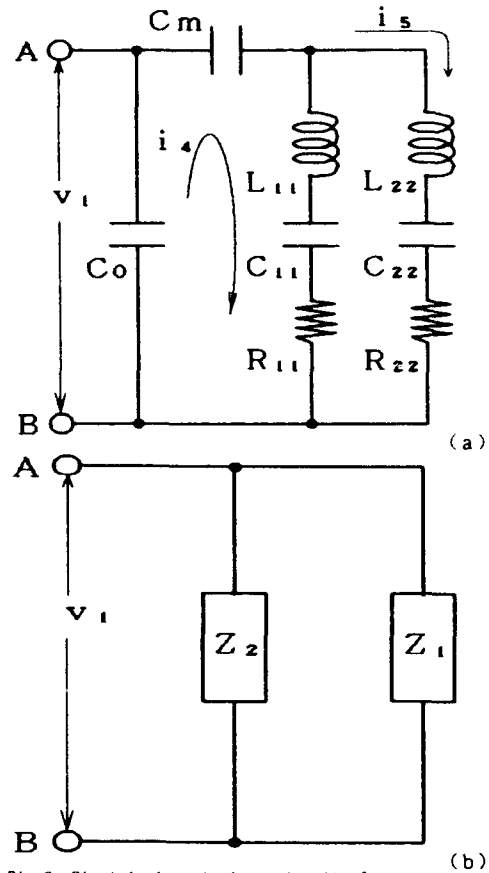 Cm
i₅
A
i₄
v₁
L₁₁ L₂₂
Co
C₁₁ C₂₂
R₁₁ R₂₂
B
(a)
A
v₁
Z₂ Z₁
B
(b)